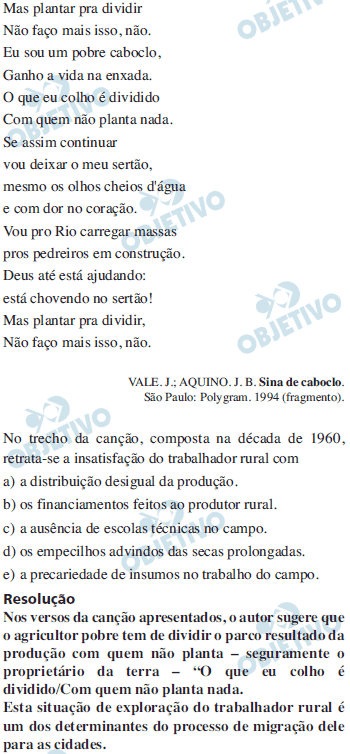 Mas plantar pra dividir
Não faço mais isso, não.
Eu sou um pobre caboclo,
Ganho a vida na enxada.
O que eu colho é dividido
Com quem não planta nada.
Se assim continuar
vou deixar o meu sertão,
mesmo os olhos cheios d'água
e com dor no coração.
Vou pro Rio carregar massas
pros pedreiros em construção.
Deus até está ajudando:
está chovendo no sertão!
Mas plantar pra dividir,
Não faço mais isso, não.
VALE. J.; AQUINO. J. B. Sina de caboclo.
São Paulo: Polygram. 1994 (fragmento).
No trecho da canção, composta na década de 1960,
retrata-se a insatisfação do trabalhador rural com
a) a distribuição desigual da produção.
b) os financiamentos feitos ao produtor rural.
c) a ausência de escolas técnicas no campo.
d) os empecilhos advindos das secas prolongadas.
e) a precariedade de insumos no trabalho do campo.
Resolução
Nos versos da canção apresentados, o autor sugere que
o agricultor pobre tem de dividir o parco resultado da
produção com quem não planta – seguramente o
proprietário da terra – “O que eu colho é
dividido/Com quem não planta nada.
Esta situação de exploração do trabalhador rural é
um dos determinantes do processo de migração dele
para as cidades.
OBJETIVO
OBJETIVO
OBJETIVO
OBJETIVO
OBJETIVO
OBJETIVO
OBJETIVO